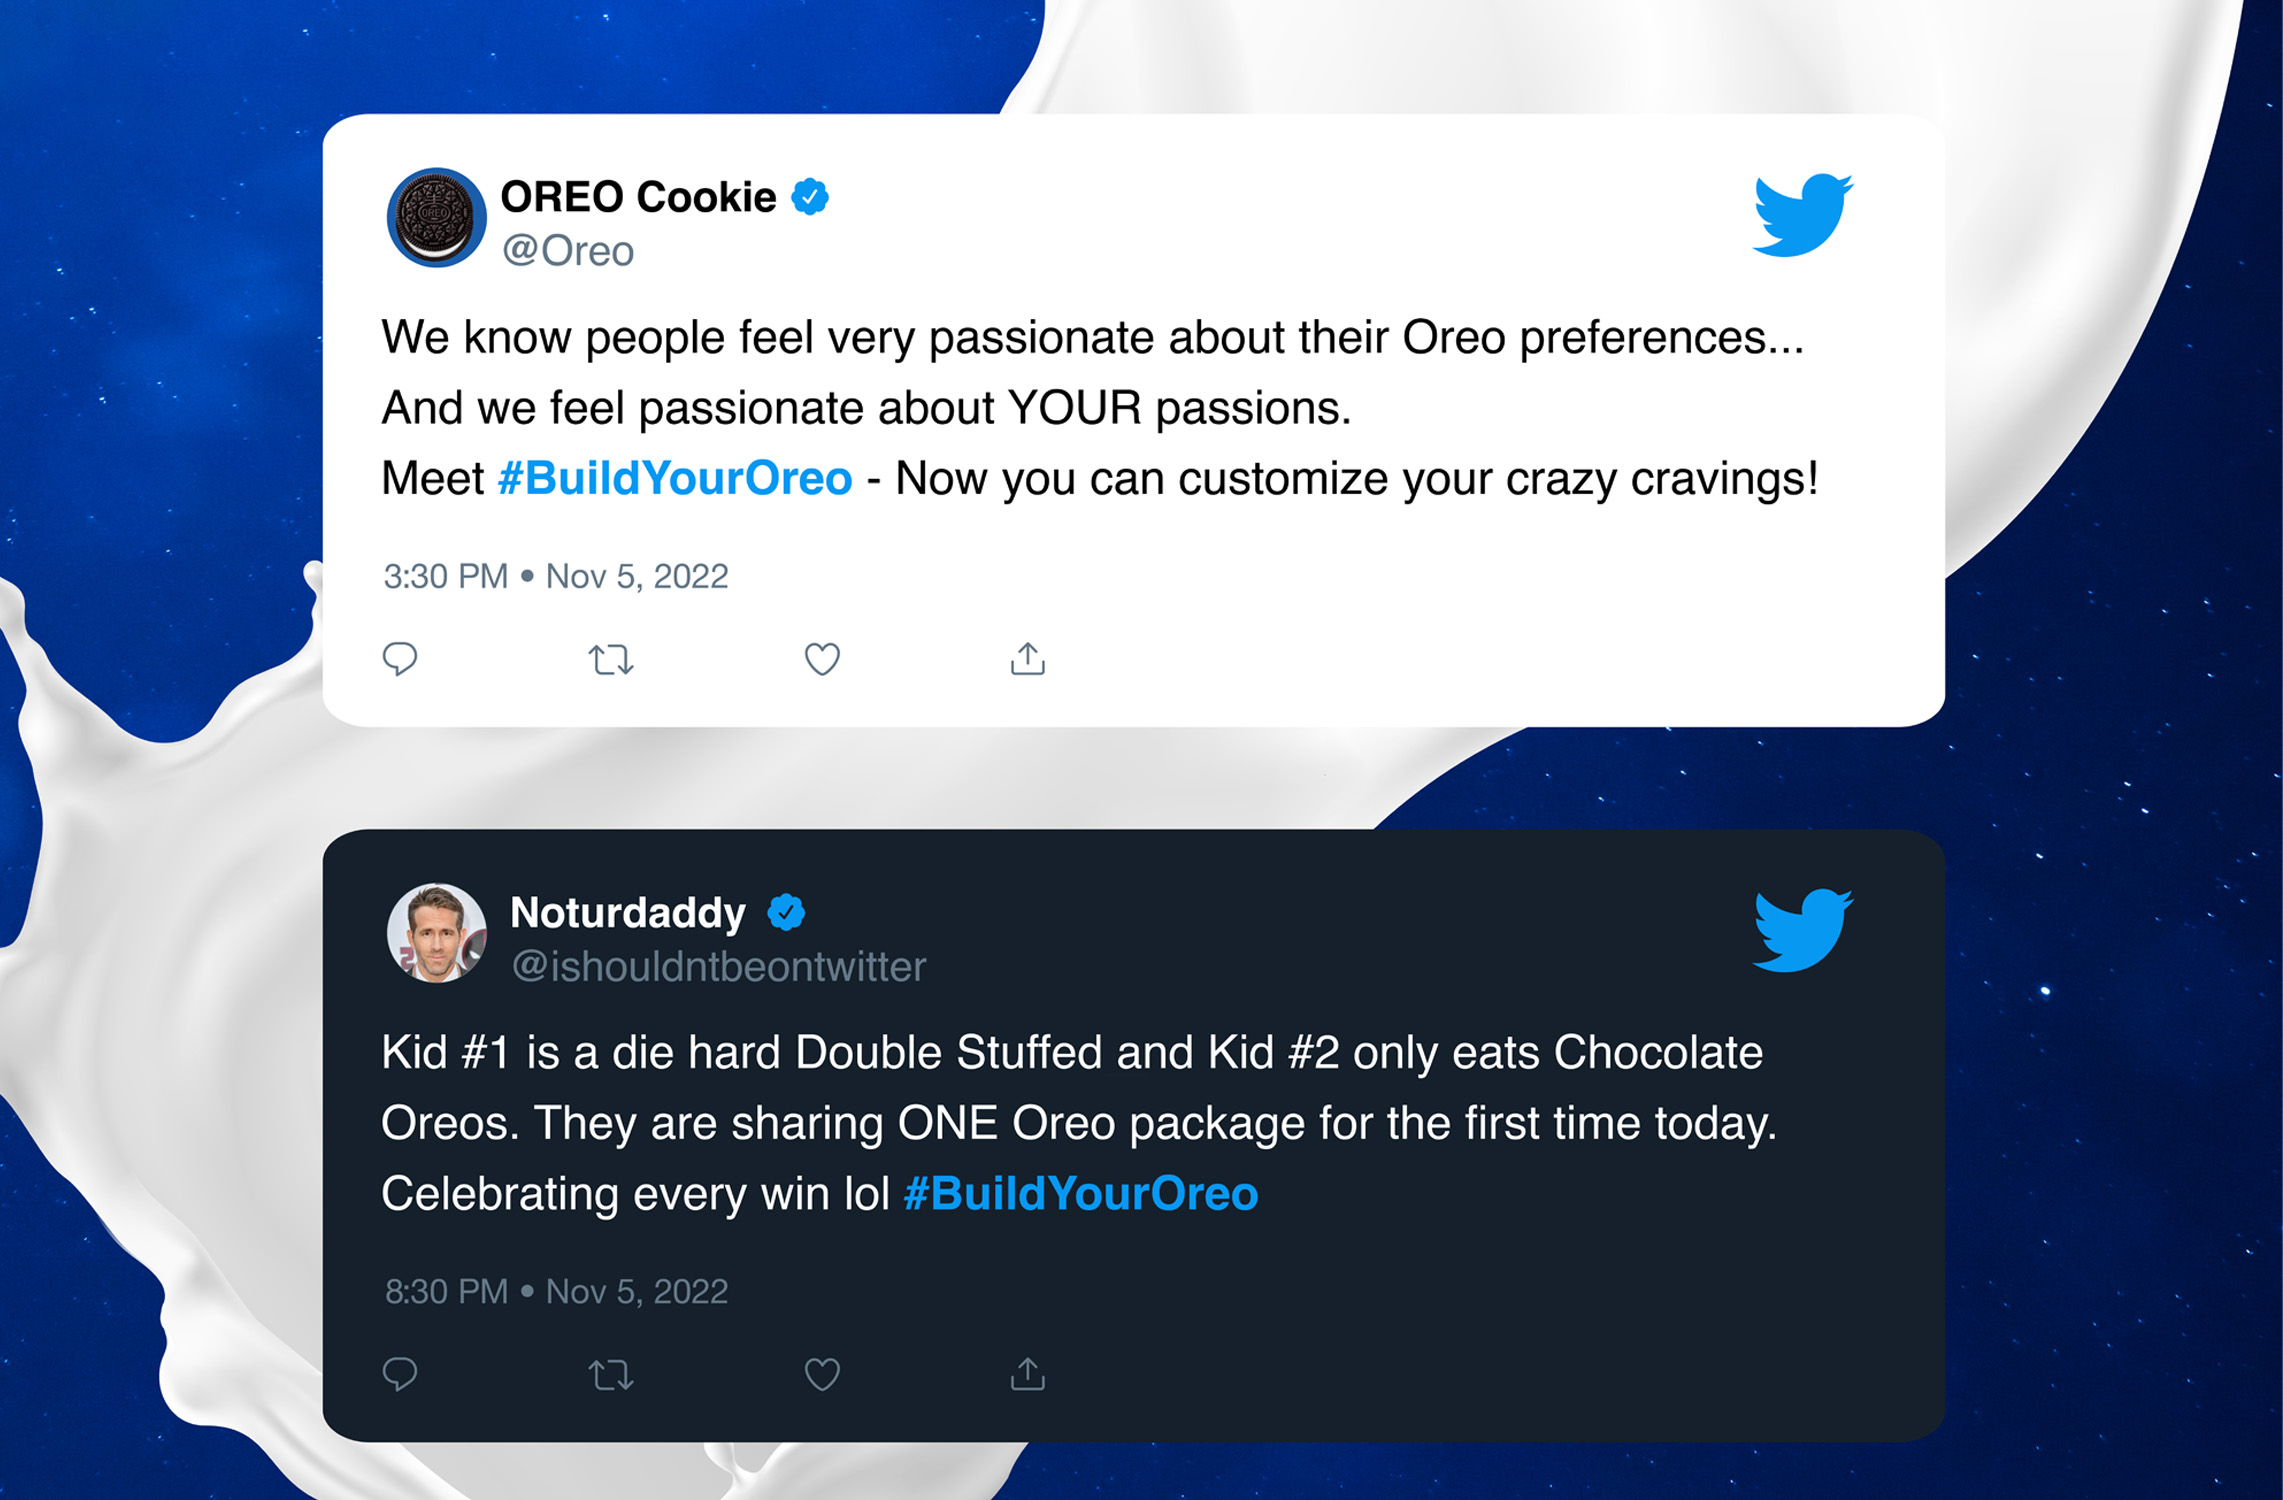 OREO Cookie
@Oreo
We know people feel very passionate about their Oreo preferences...
And we feel passionate about YOUR passions.
Meet #BuildYourOreo - Now you can customize your crazy cravings!
3:30 PM • Nov 5, 2022
Noturdaddy
@ishouldntbeontwitter
Kid #1 is a die hard Double Stuffed and Kid #2 only eats Chocolate
Oreos. They are sharing ONE Oreo package for the first time today.
Celebrating every win lol #BuildYourOreo
8:30 PM • Nov 5, 2022
OREO